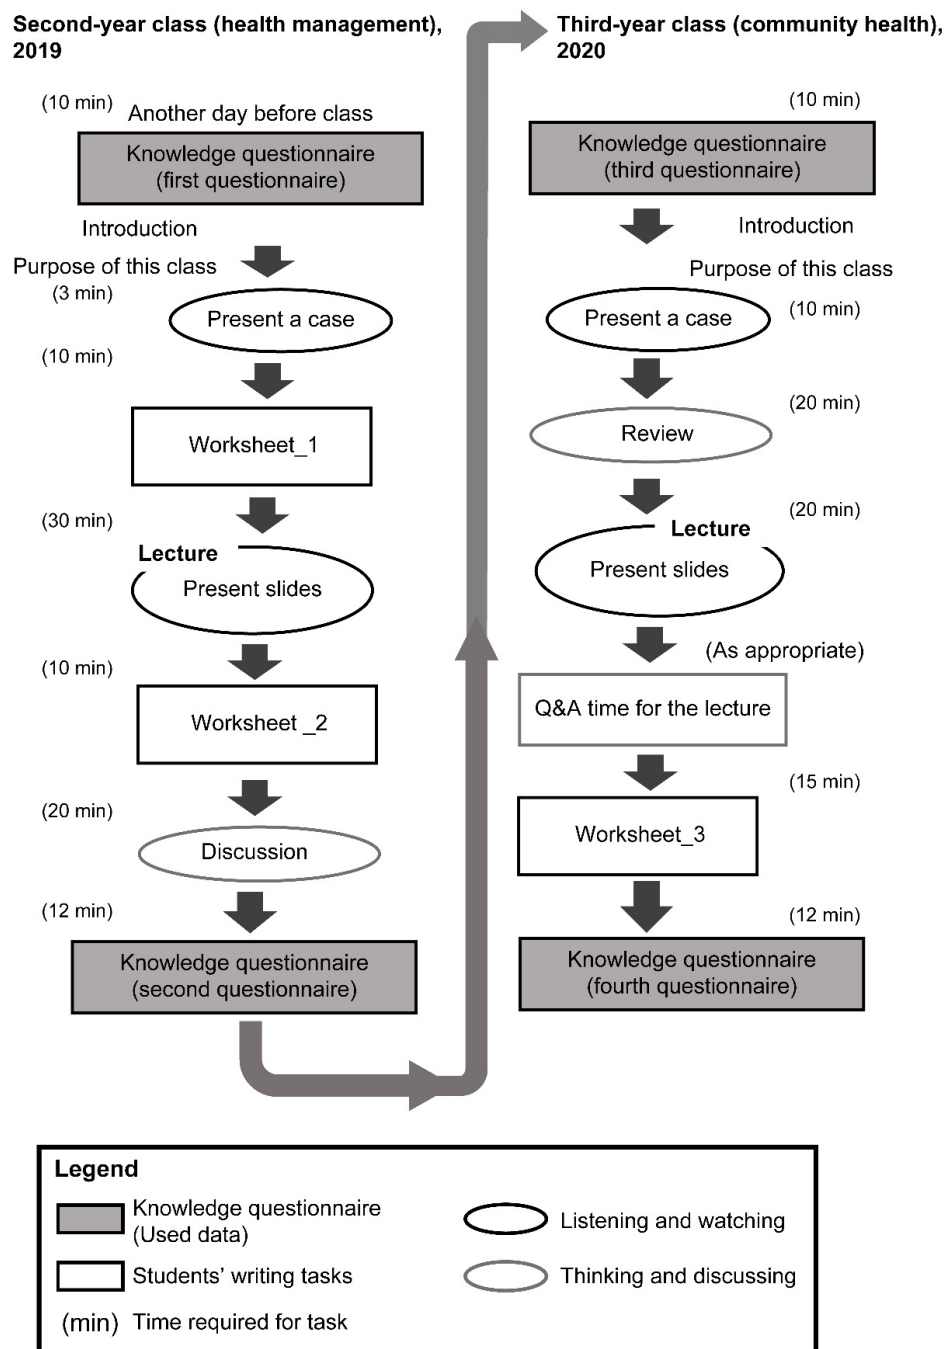 Second-year class (health management),
2019
(10 min)
Another day before class
Knowledge questionnaire
(first questionnaire)
Introduction
Purpose of this class
(3 min)
Present a case
(10 min)
Worksheet_1
(30 min)
Lecture
Present slides
(10 min)
Worksheet _2
(20 min)
Discussion
(12 min)
Knowledge questionnaire
(second questionnaire)
Third-year class (community health),
2020
(10 min)
Knowledge questionnaire
(third questionnaire)
Introduction
Purpose of this class
Present a case
(10 min)
(20 min)
Review
(20 min)
Lecture
Present slides
(As appropriate)
Q&A time for the lecture
(15 min)
Worksheet_3
(12 min)
Knowledge questionnaire
(fourth questionnaire)
Legend
Knowledge questionnaire
(Used data)
Students' writing tasks
(min) Time required for task
Listening and watching
Thinking and discussing